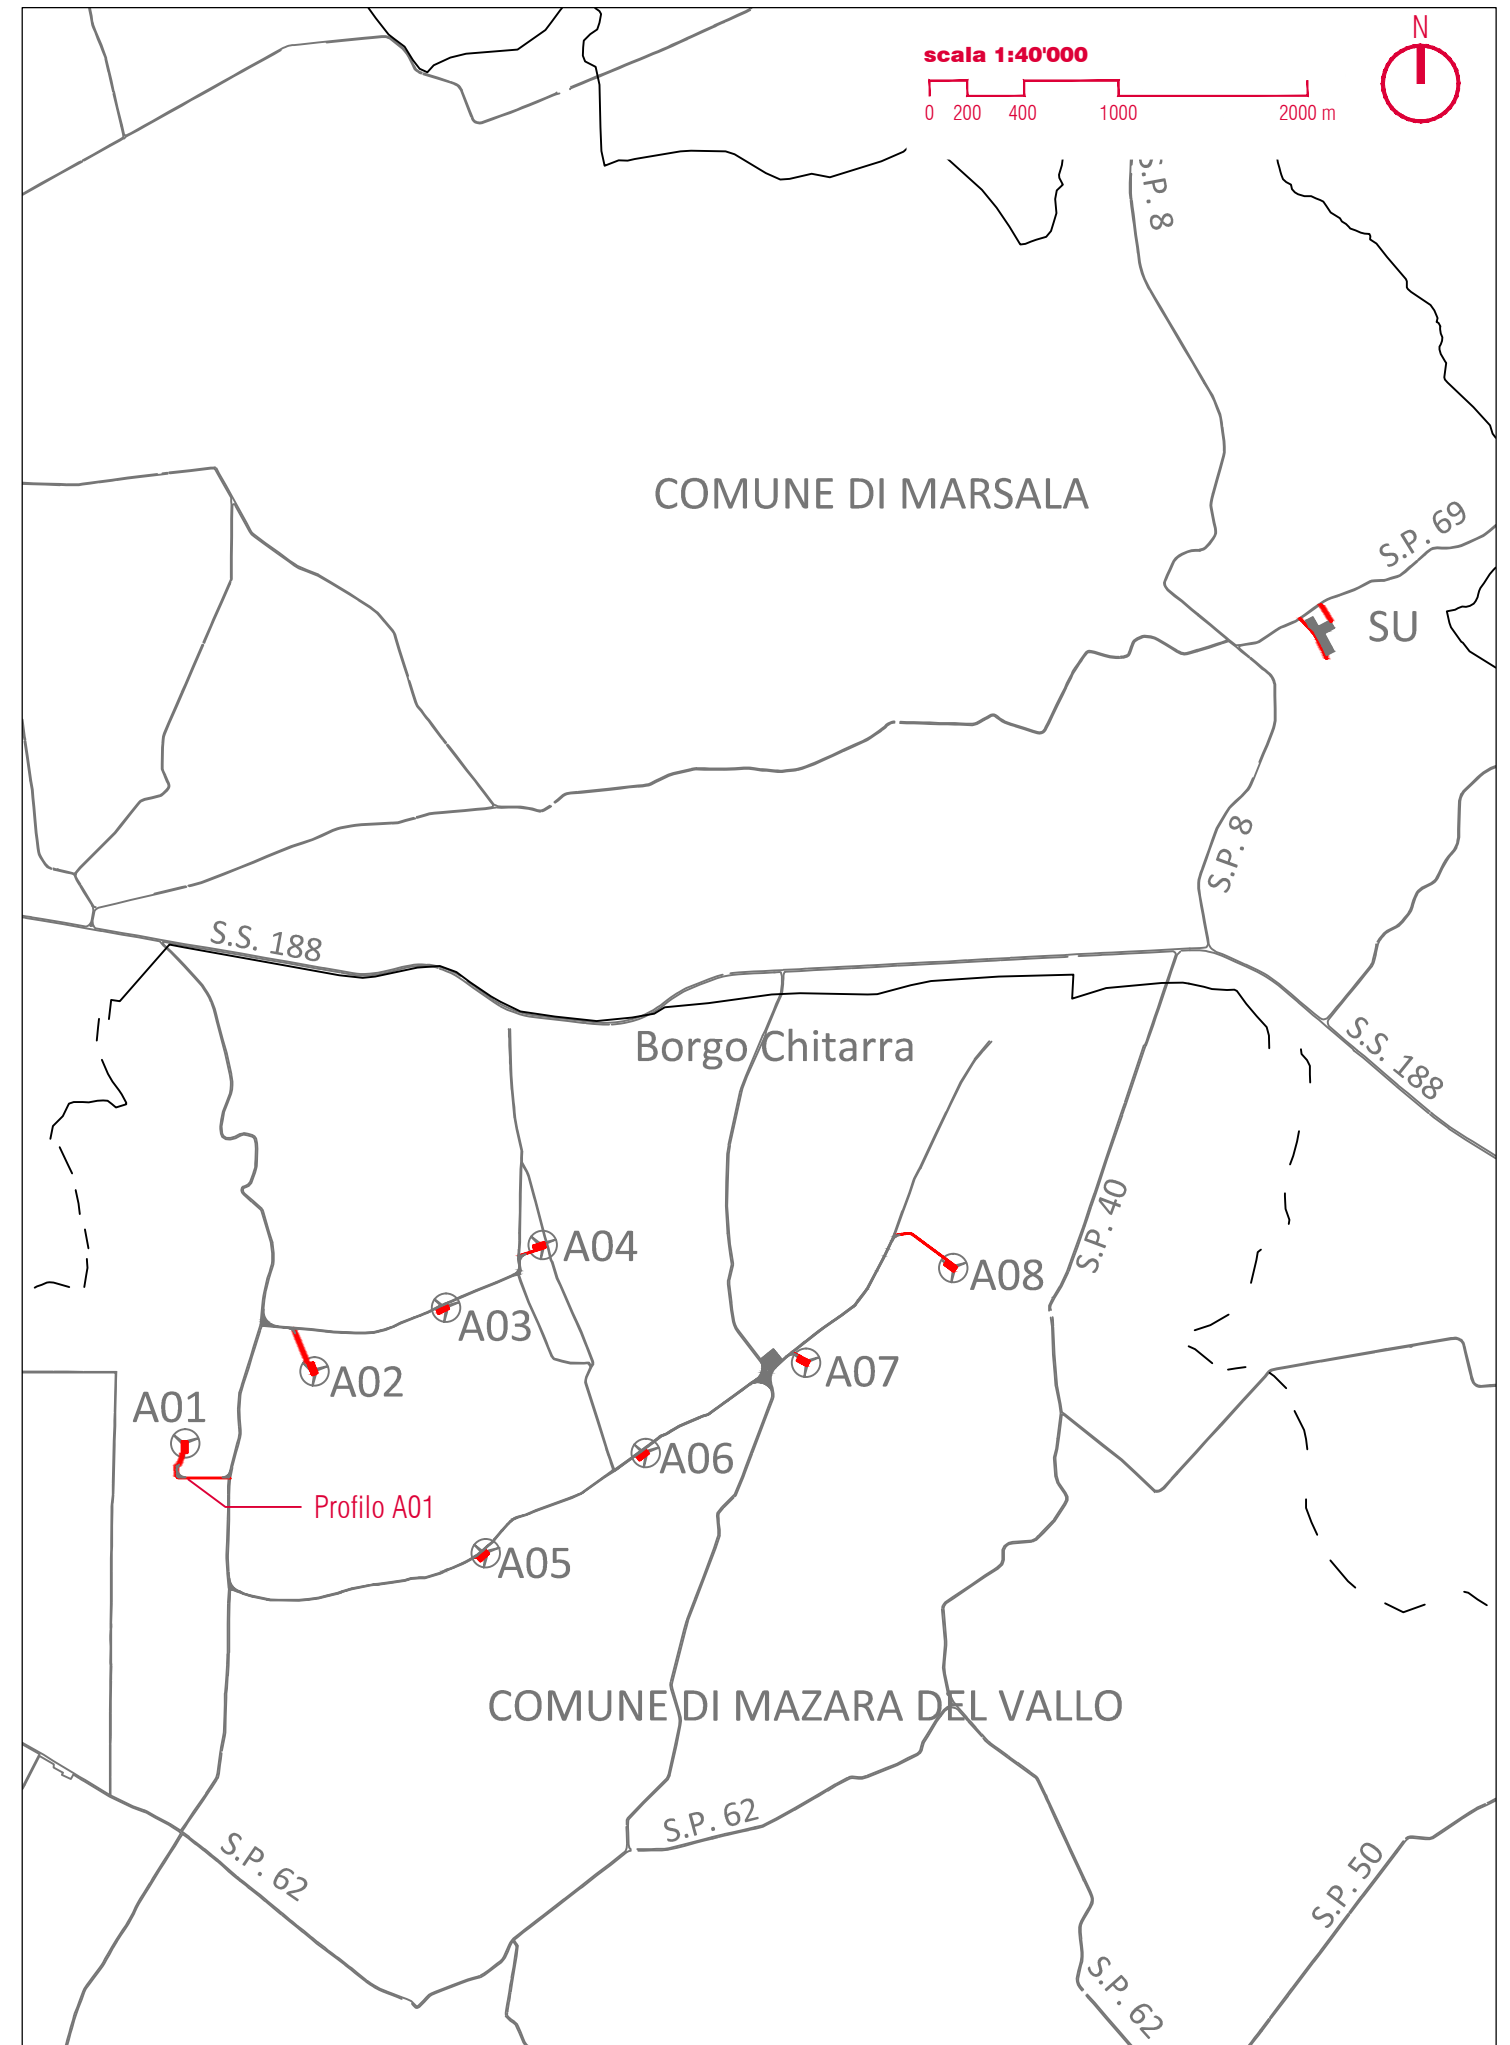 N
scala 1:40'000
0 200 400 1000 2000 m
S.P. 8
COMUNE DI MARSALA
S.P. 69
SU
S.P. 8
S.S. 188
Borgo Chitarra
S.S. 188
S.P. 40
A04
A08
A03
A07
A02
A01
A06
Profilo A01
A05
COMUNE DI MAZARA DEL VALLO
S.P. 62
S.P. 62
S.P. 50
S.P. 62